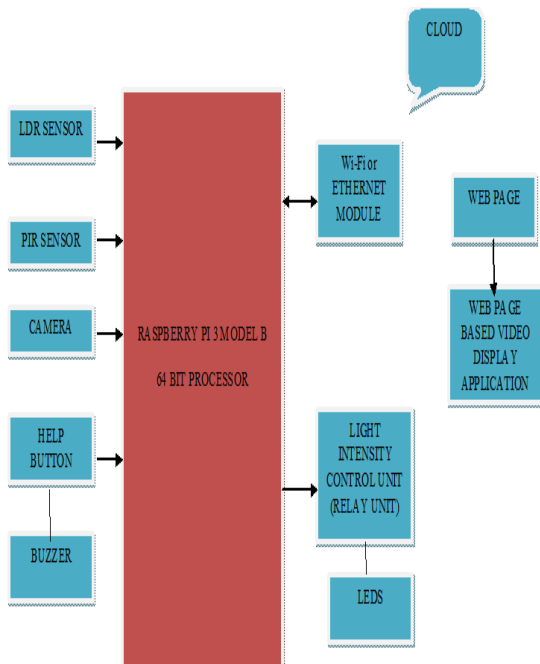 CLOUD
LDR SENSOR
PIR SENSOR
CAMERA
HELP
BUTTON
BUZZER
RASPBERRY PI 3 MODEL B
64 BIT PROCESSOR
Wi-Fi or
ETHERNET
MODULE
LIGHT
INTENSITY
CONTROL UNIT
(RELAY UNIT)
LEDS
WEB PAGE
WEB PAGE
BASED VIDEO
DISPLAY
APPLICATION